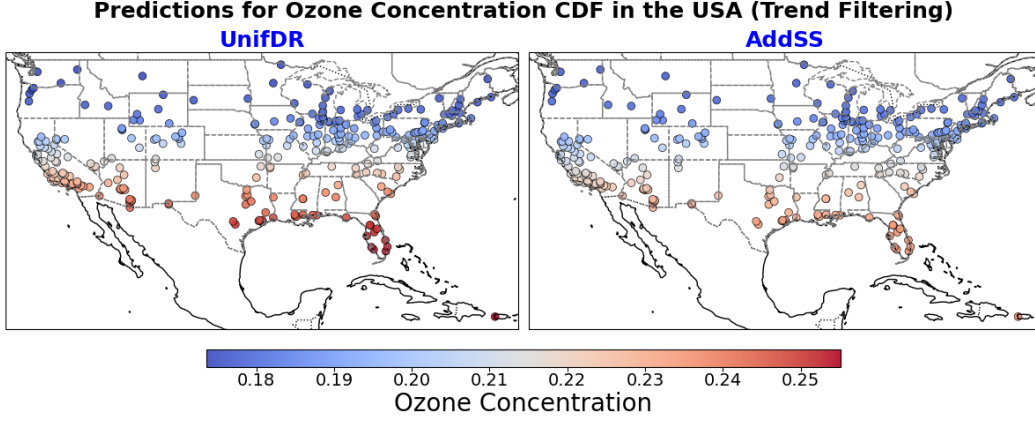 Predictions for Ozone Concentration CDF in the USA (Trend Filtering)
UnifDR
AddSS
0.18 0.19 0.20 0.21 0.22 0.23 0.24 0.25
Ozone Concentration